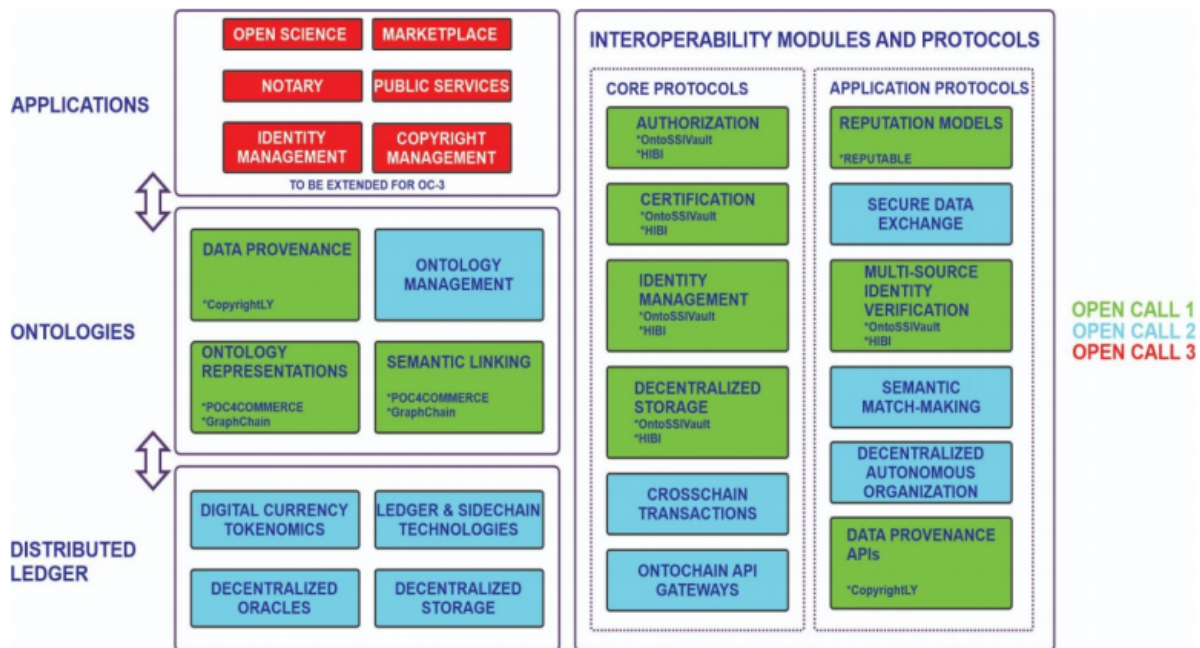 APPLICATIONS
OPEN SCIENCE
MARKETPLACE
NOTARY
PUBLIC SERVICES
IDENTITY
MANAGEMENT
COPYRIGHT
MANAGEMENT
TO BE EXTENDED FOR OC-3
ONTOLOGIES
DATA PROVENANCE
*CopyrightLY
ONTOLOGY
MANAGEMENT
ONTOLOGY
REPRESENTATIONS
*POC4COMMERCE
*GraphChain
SEMANTIC LINKING
*POC4COMMERCE
*GraphChain
DISTRIBUTED
LEDGER
DIGITAL CURRENCY
TOKENOMICS
LEDGER & SIDECHAIN
TECHNOLOGIES
DECENTRALIZED
ORACLES
DECENTRALIZED
STORAGE
INTEROPERABILITY MODULES AND PROTOCOLS
CORE PROTOCOLS
AUTHORIZATION
*OntoSSIVault
*HIBI
CERTIFICATION
*OntoSSIVault
*HIBI
IDENTITY
MANAGEMENT
*OntoSSIVault
*HIBI
DECENTRALIZED
STORAGE
*OntoSSIVault
*HIBI
CROSSCHAIN
TRANSACTIONS
ONTOCHAIN API
GATEWAYS
APPLICATION PROTOCOLS
REPUTATION MODELS
*REPUTABLE
SECURE DATA
EXCHANGE
MULTI-SOURCE
IDENTITY
VERIFICATION
*OntoSSIVault
*HIBI
SEMANTIC
MATCH-MAKING
DECENTRALIZED
AUTONOMOUS
ORGANIZATION
DATA PROVENANCE
APIs
*CopyrightLY
OPEN CALL 1
OPEN CALL 2
OPEN CALL 3